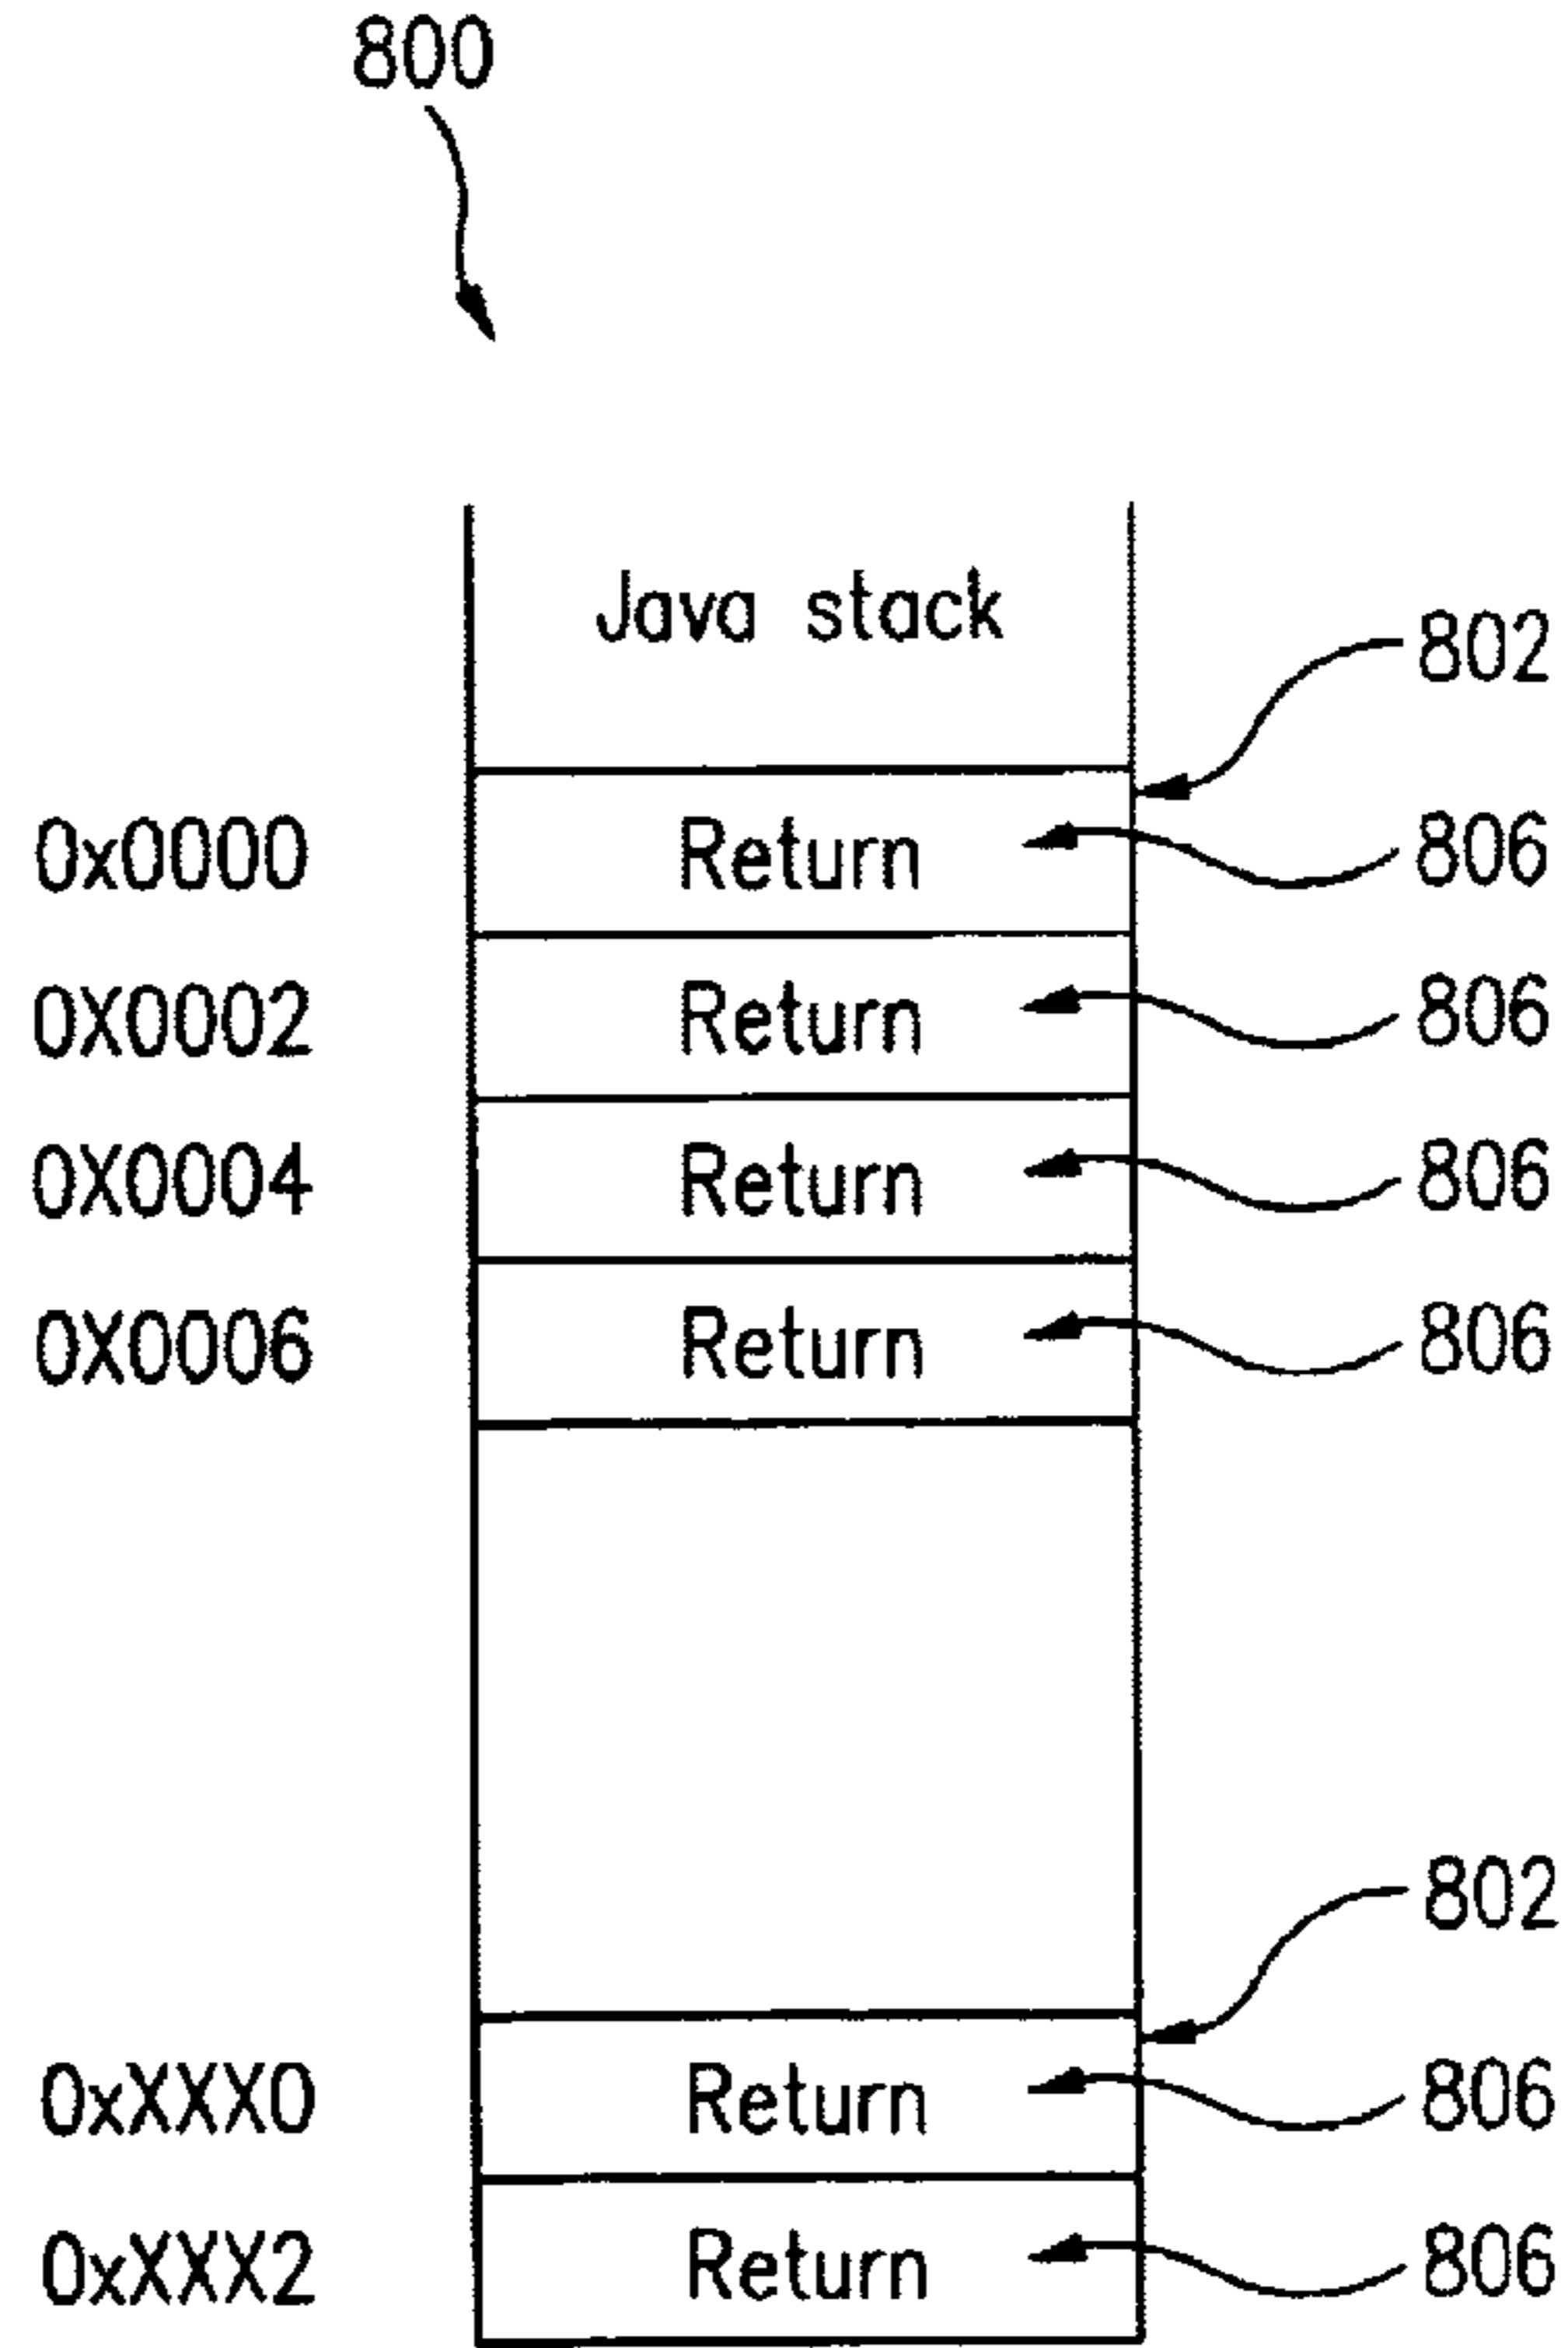 800
Java stack
802
0x0000 Return 806
0X0002 Return 806
0X0004 Return 806
0X0006 Return 806
802
0xXXX0 Return 806
0xXXX2 Return 806